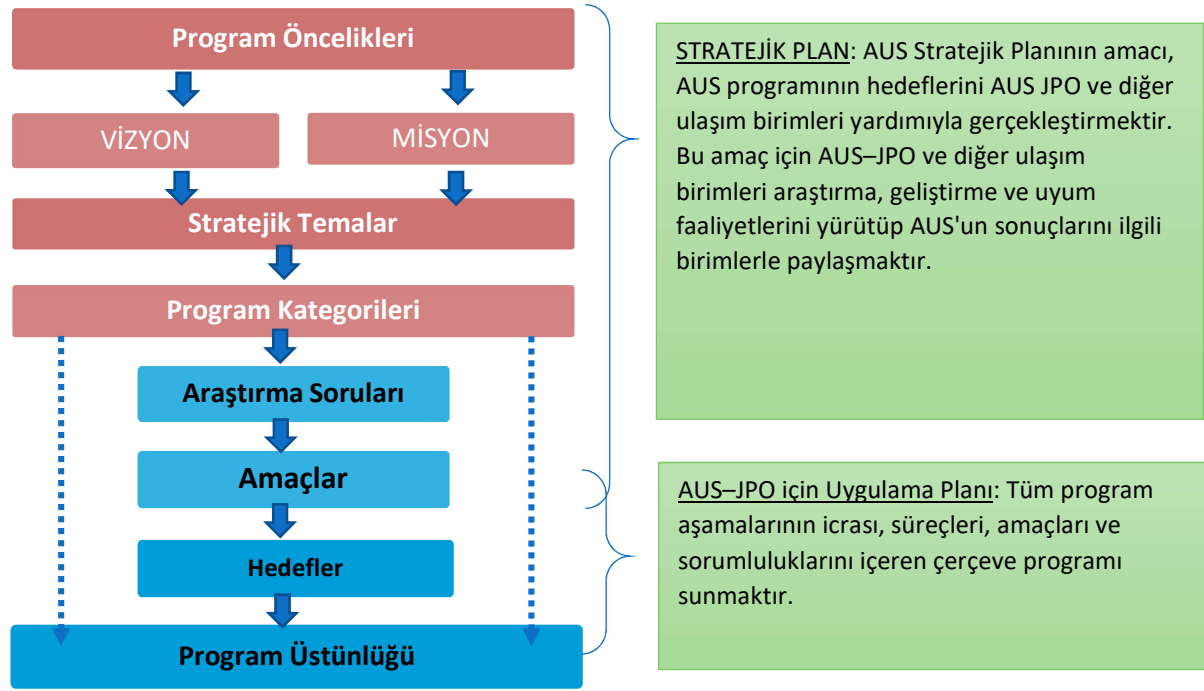 Program Öncelikleri
VİZYON
MİSYON
Stratejik Temalar
Program Kategorileri
Araştırma Soruları
Amaçlar
Hedefler
Program Üstünlüğü
STRATEJİK PLAN: AUS Stratejik Planının amacı,
AUS programının hedeflerini AUS JPO ve diğer
ulaşım birimleri yardımıyla gerçekleştirmektir.
Bu amaç için AUS–JPO ve diğer ulaşım
birimleri araştırma, geliştirme ve uyum
faaliyetlerini yürütüp AUS'un sonuçlarını ilgili
birimlerle paylaşmaktır.
AUS–JPO için Uygulama Planı: Tüm program
aşamalarının icrası, süreçleri, amaçları ve
sorumluluklarını içeren çerçeve programı
sunmaktır.